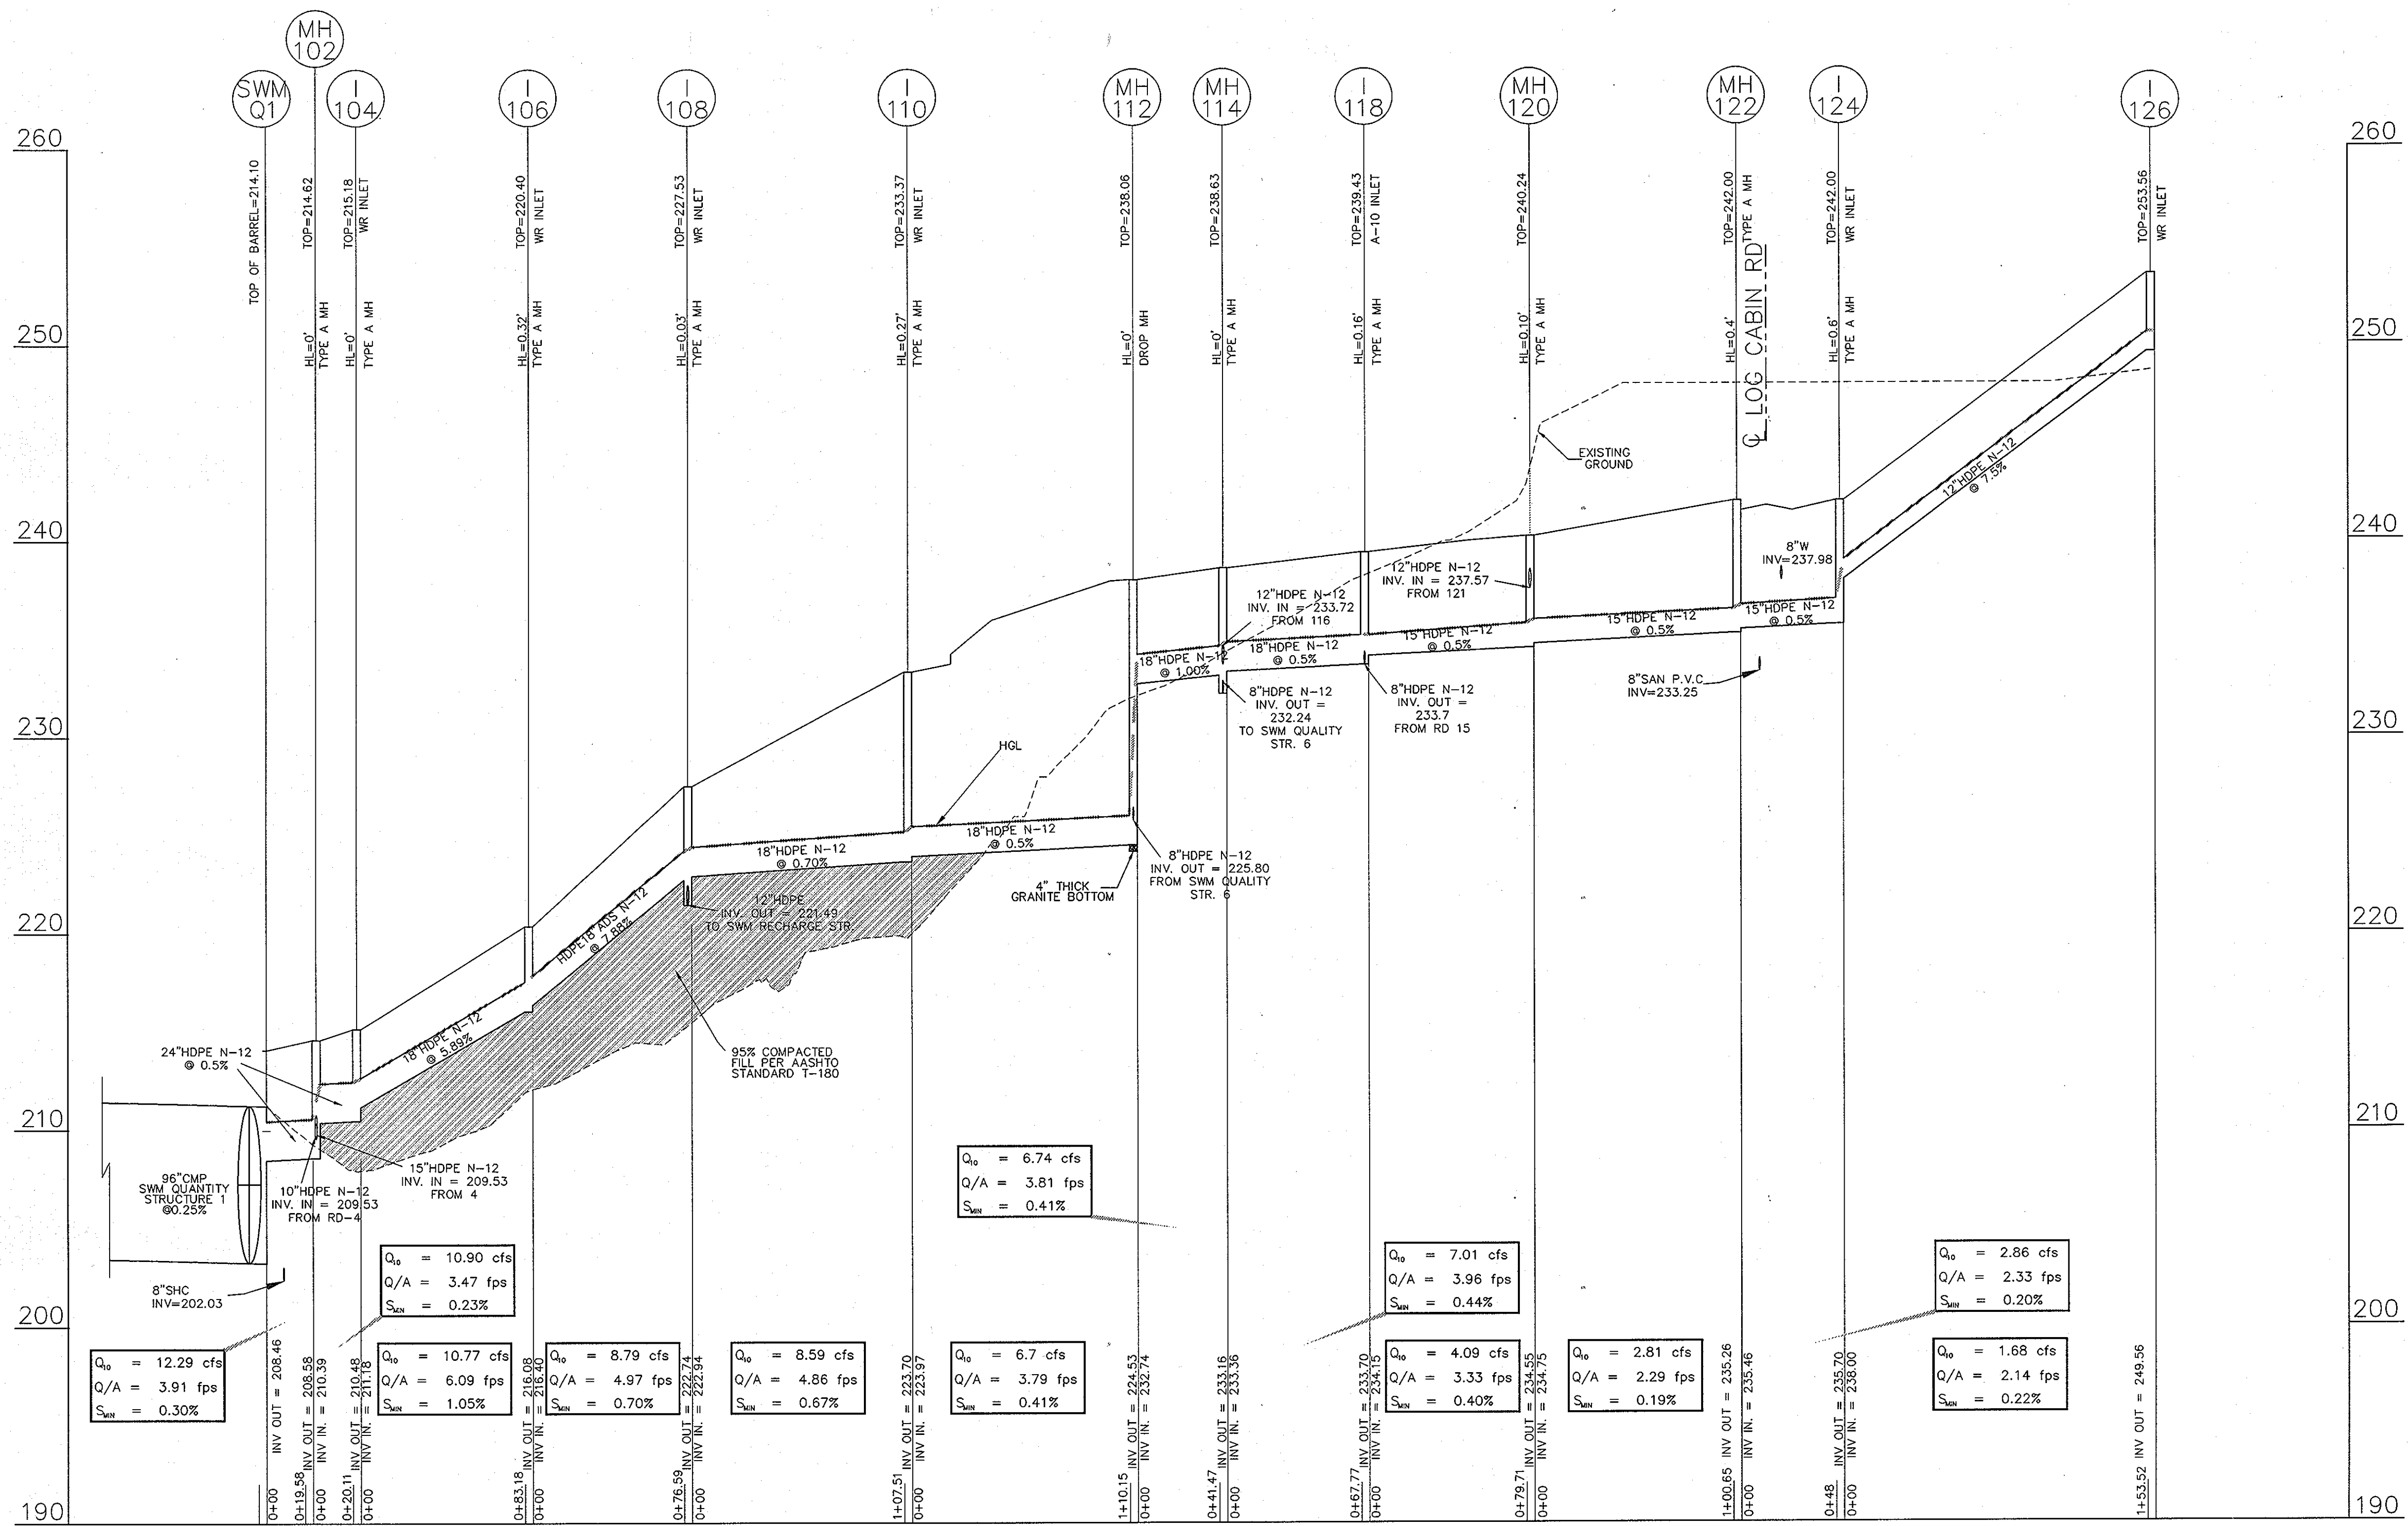 MH
102
SWM
Q1
I
104
I
106
I
108
I
110
MH
112
MH
114
I
118
MH
120
MH
122
I
124
I
126
260
250
240
230
220
210
200
190
260
250
240
230
220
210
200
190
TOP OF BARREL=214.10
TOP=214.62
HL=0'
TYPE A MH
TOP=215.18
WR INLET
HL=0'
TYPE A MH
TOP=220.40
WR INLET
HL=0.32'
TYPE A MH
TOP=227.53
WR INLET
HL=0.03'
TYPE A MH
TOP=233.37
WR INLET
HL=0.27'
TYPE A MH
TOP=238.06
HL=0'
DROP MH
TOP=238.63
HL=0'
TYPE A MH
TOP=239.43
A-10 INLET
HL=0.16'
TYPE A MH
TOP=240.24
HL=0.10'
TYPE A MH
TOP=242.00
TYPE A MH
HL=0.4'
℄ LOG CABIN RD
TOP=242.00
WR INLET
HL=0.6'
TYPE A MH
TOP=253.56
WR INLET
EXISTING
GROUND
12"HDPE N-12
@ 7.5%
8"W
INV=237.98
12"HDPE N-12
INV. IN = 237.57
FROM 121
12"HDPE N-12
INV. IN = 233.72
FROM 116
15"HDPE N-12
@ 0.5%
15"HDPE N-12
@ 0.5%
15"HDPE N-12
@ 0.5%
18"HDPE N-12
@ 0.5%
18"HDPE N-12
@ 1.00%
8"SAN P.V.C
INV=233.25
8"HDPE N-12
INV. OUT =
232.24
TO SWM QUALITY
STR. 6
8"HDPE N-12
INV. OUT =
233.7
FROM RD 15
HGL
18"HDPE N-12
@ 0.5%
18"HDPE N-12
@ 0.70%
4" THICK
GRANITE BOTTOM
8"HDPE N-12
INV. OUT = 225.80
FROM SWM QUALITY
STR. 6
12"HDPE
INV. OUT = 221.49
TO SWM RECHARGE STR.
HDPE18"ADS N-12
@ 7.88%
18"HDPE N-12
@ 5.89%
95% COMPACTED
FILL PER AASHTO
STANDARD T-180
24"HDPE N-12
@ 0.5%
96"CMP
SWM QUANTITY
STRUCTURE 1
@0.25%
10"HDPE N-12
INV. IN = 209.53
FROM RD-4
15"HDPE N-12
INV. IN = 209.53
FROM 4
8"SHC
INV=202.03
Q10 = 12.29 cfs
Q/A = 3.91 fps
SMIN = 0.30%
Q10 = 10.90 cfs
Q/A = 3.47 fps
SMIN = 0.23%
Q10 = 10.77 cfs
Q/A = 6.09 fps
SMIN = 1.05%
Q10 = 8.79 cfs
Q/A = 4.97 fps
SMIN = 0.70%
Q10 = 8.59 cfs
Q/A = 4.86 fps
SMIN = 0.67%
Q10 = 6.7 cfs
Q/A = 3.79 fps
SMIN = 0.41%
Q10 = 6.74 cfs
Q/A = 3.81 fps
SMIN = 0.41%
Q10 = 7.01 cfs
Q/A = 3.96 fps
SMIN = 0.44%
Q10 = 4.09 cfs
Q/A = 3.33 fps
SMIN = 0.40%
Q10 = 2.81 cfs
Q/A = 2.29 fps
SMIN = 0.19%
Q10 = 2.86 cfs
Q/A = 2.33 fps
SMIN = 0.20%
Q10 = 1.68 cfs
Q/A = 2.14 fps
SMIN = 0.22%
0+00
INV OUT = 208.46
0+19.58
INV OUT = 208.58
0+00
INV IN = 210.39
0+20.11
INV OUT = 210.48
0+00
INV IN. = 211.18
0+83.18
INV OUT = 216.08
0+00
INV IN. = 216.40
0+76.59
INV OUT = 222.74
0+00
INV IN. = 222.94
1+07.51
INV OUT = 223.70
0+00
INV IN. = 223.97
1+10.15
INV OUT = 224.53
0+00
INV IN. = 232.74
0+41.47
INV OUT = 233.16
0+00
INV IN. = 233.36
0+67.77
INV OUT = 233.70
0+00
INV IN. = 234.15
0+79.71
INV OUT = 234.55
0+00
INV IN. = 234.75
1+00.65
INV OUT = 235.26
0+00
INV IN. = 235.46
0+48
INV OUT = 235.70
0+00
INV IN. = 238.00
1+53.52
INV OUT = 249.56